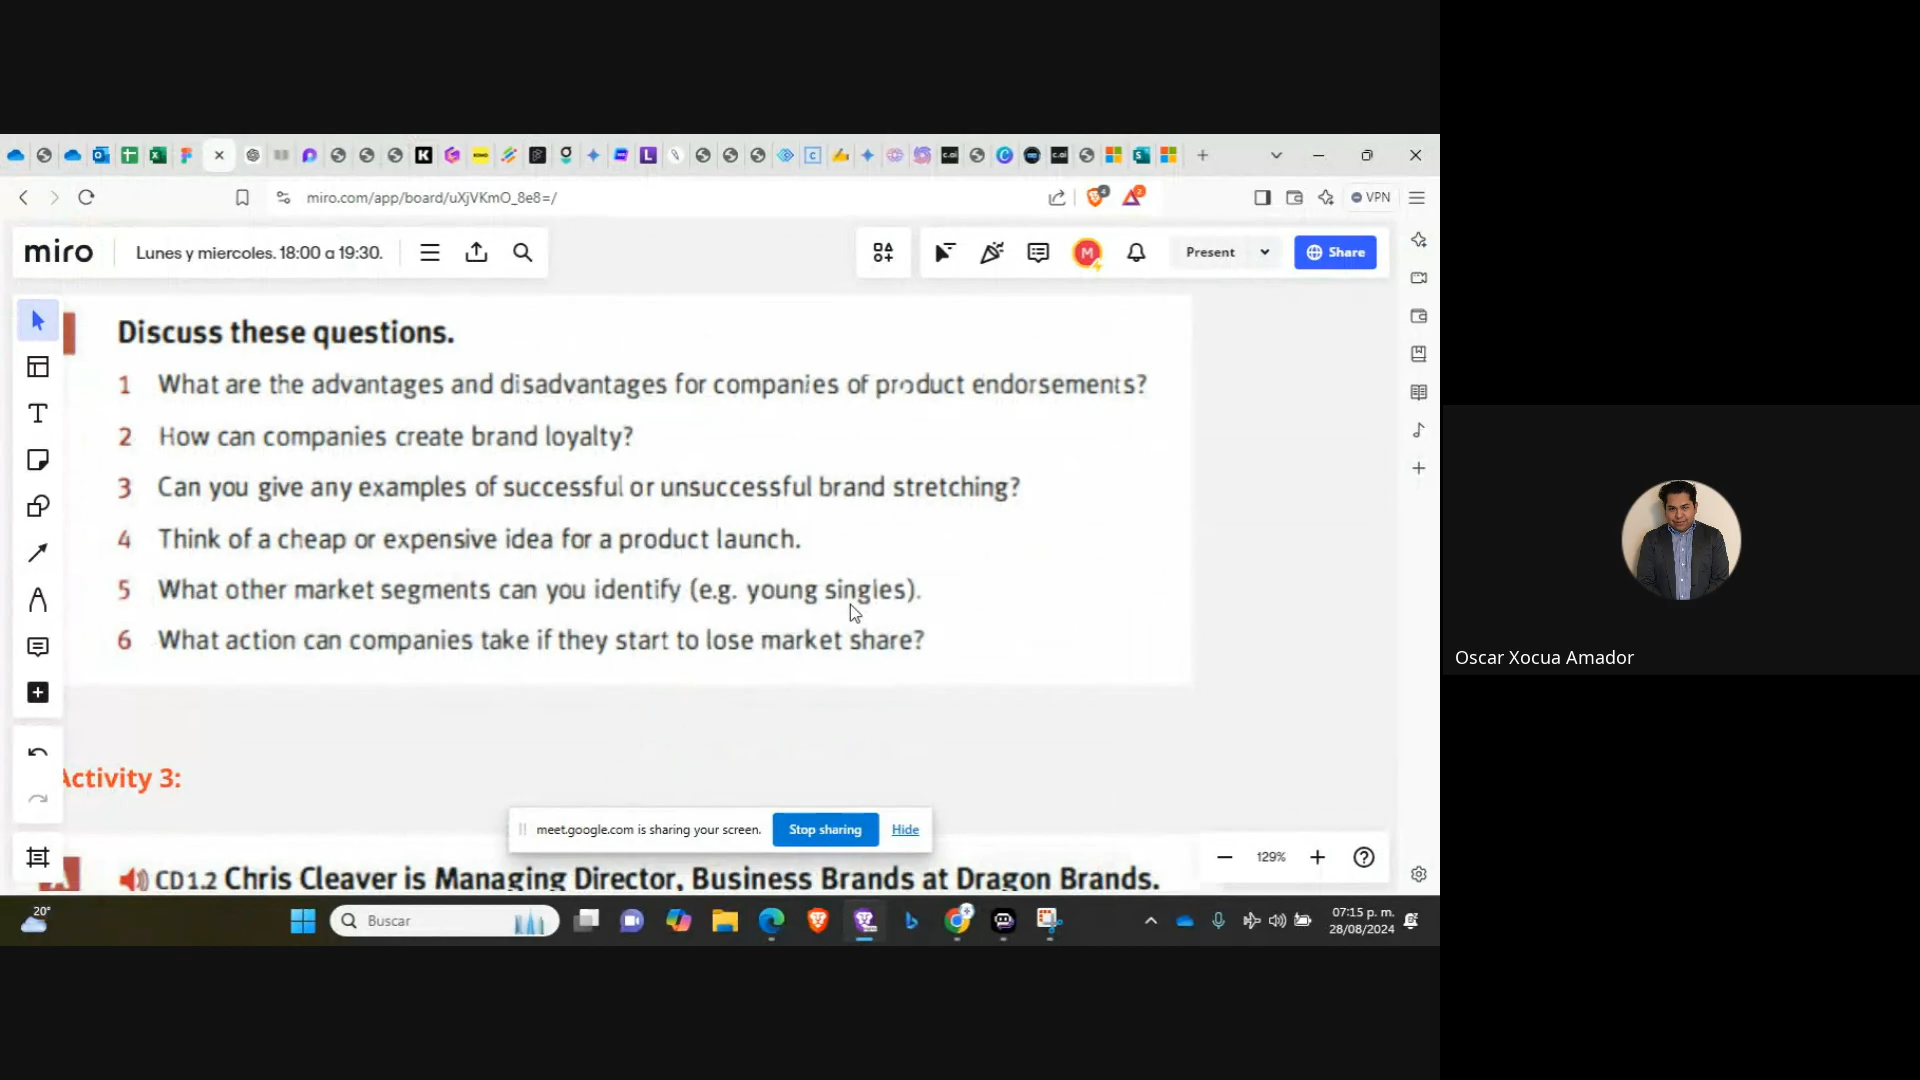 miro.com/app/board/uXjVKmO_8e8=/
VPN
miro
Lunes y miercoles. 18:00 a 19:30.
M
Present
Share
Discuss these questions.
1 What are the advantages and disadvantages for companies of product endorsements?
2 How can companies create brand loyalty?
3 Can you give any examples of successful or unsuccessful brand stretching?
4 Think of a cheap or expensive idea for a product launch.
5 What other market segments can you identify (e.g. young singles).
6 What action can companies take if they start to lose market share?
Activity 3:
meet.google.com is sharing your screen.
Stop sharing
Hide
129%
CD1.2 Chris Cleaver is Managing Director, Business Brands at Dragon Brands.
20°
Buscar
07:15 p. m.
28/08/2024
Oscar Xocua Amador